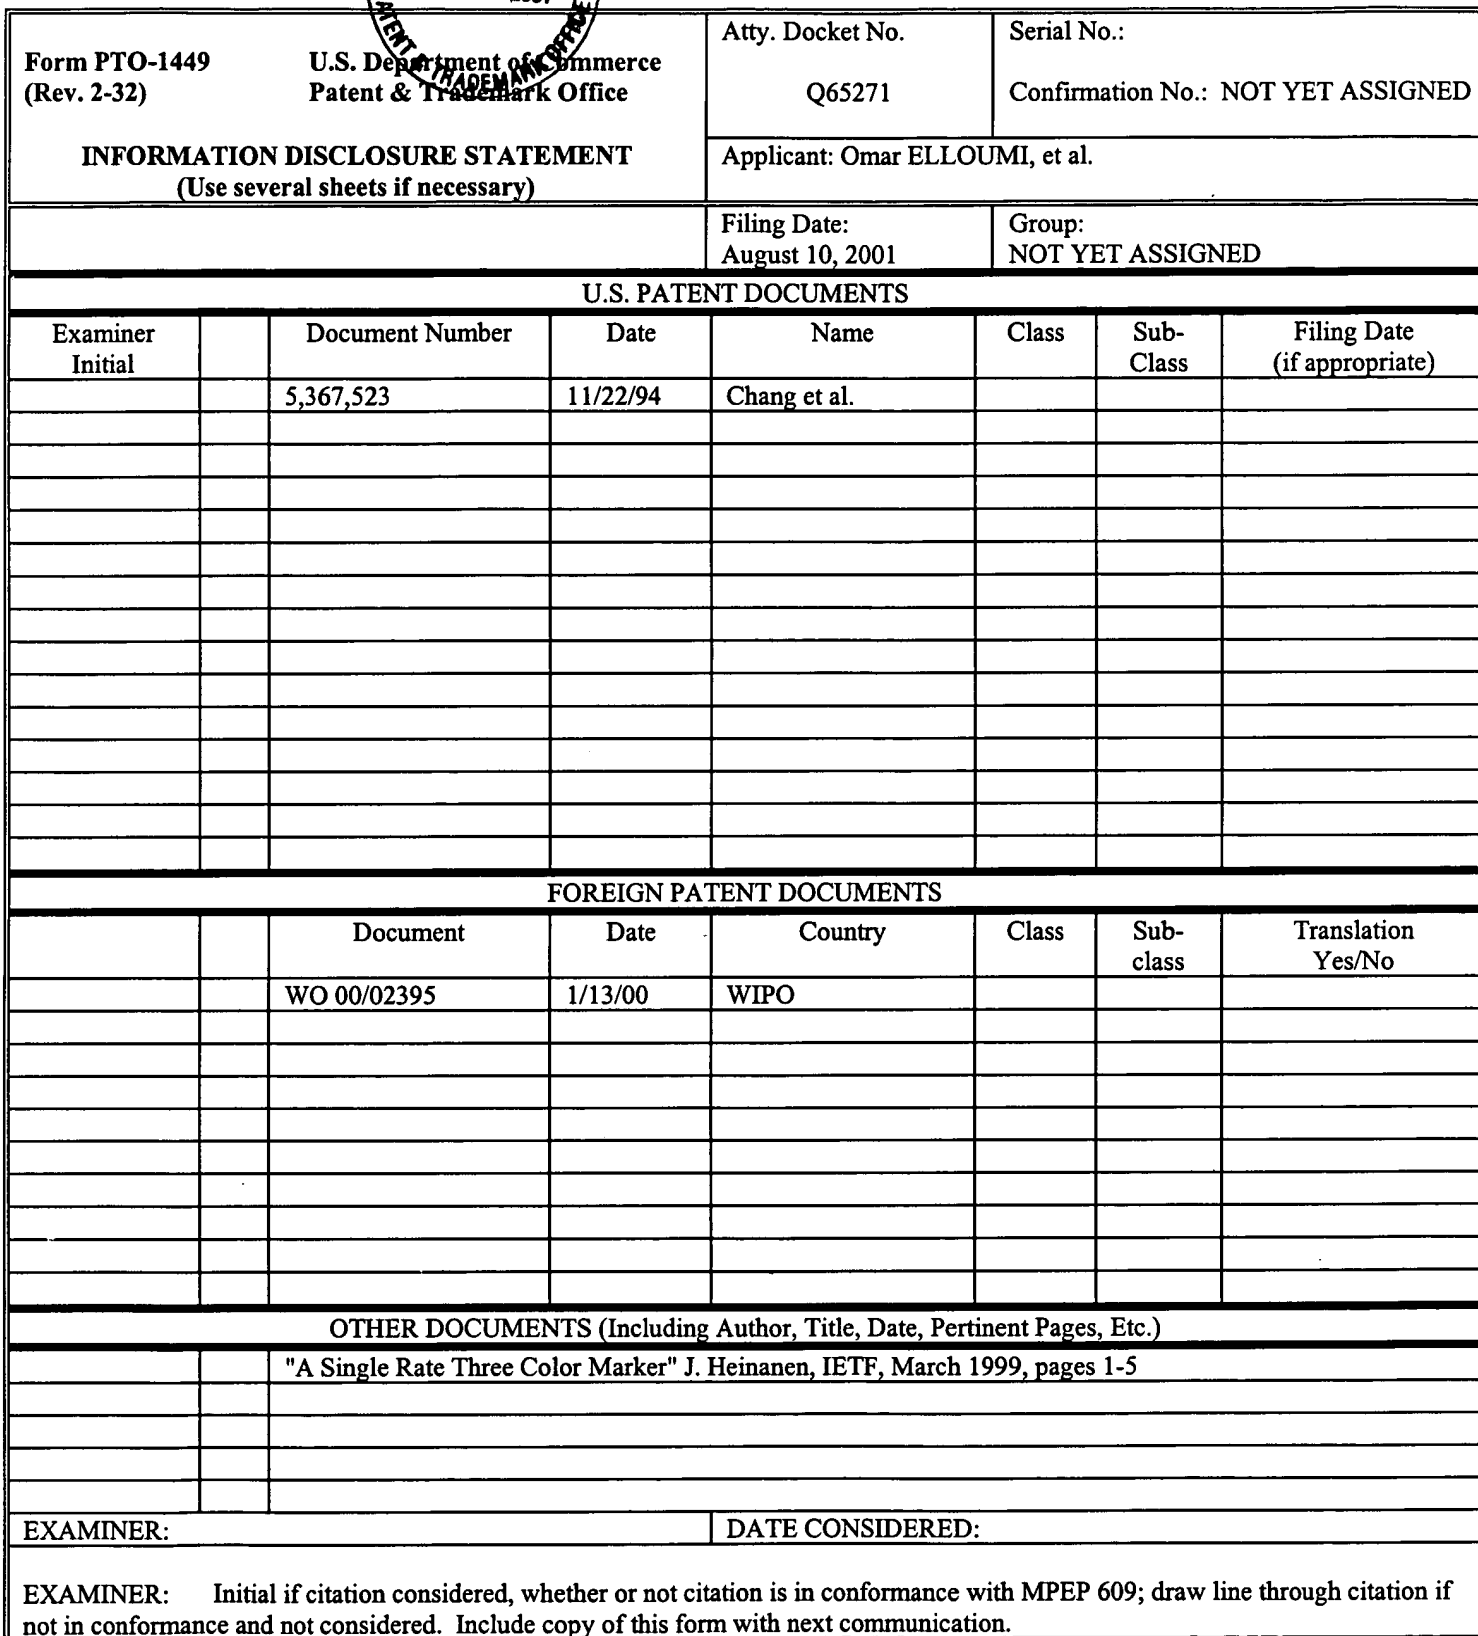 Form PTO-1449 U.S. Department of Commerce
(Rev. 2-32) Patent & Trademark Office
INFORMATION DISCLOSURE STATEMENT
(Use several sheets if necessary)
PATENT & TRADEMARK OFFICE
Atty. Docket No.
Q65271
Serial No.:
Confirmation No.: NOT YET ASSIGNED
Applicant: Omar ELLOUMI, et al.
Filing Date:
August 10, 2001
Group:
NOT YET ASSIGNED
U.S. PATENT DOCUMENTS
Examiner Initial Document Number Date Name Class Sub-Class Filing Date (if appropriate)
5,367,523 11/22/94 Chang et al.
FOREIGN PATENT DOCUMENTS
Document Date Country Class Sub-class Translation Yes/No
WO 00/02395 1/13/00 WIPO
OTHER DOCUMENTS (Including Author, Title, Date, Pertinent Pages, Etc.)
"A Single Rate Three Color Marker" J. Heinanen, IETF, March 1999, pages 1-5
EXAMINER: DATE CONSIDERED:
EXAMINER: Initial if citation considered, whether or not citation is in conformance with MPEP 609; draw line through citation if
not in conformance and not considered. Include copy of this form with next communication.